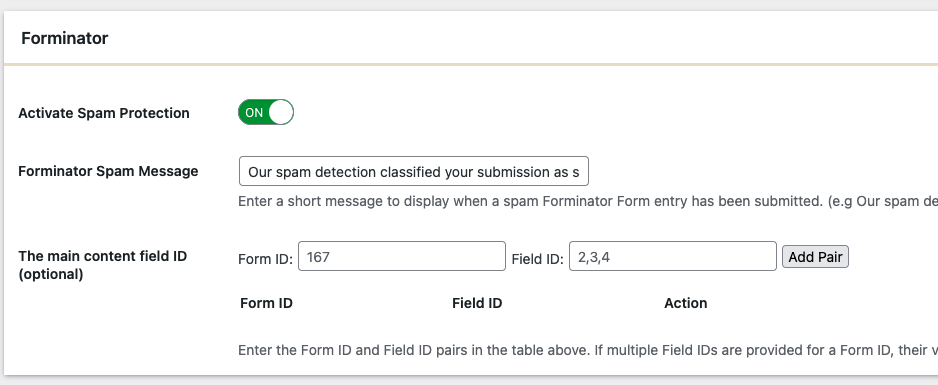 Forminator
Activate Spam Protection
ON
Forminator Spam Message
Our spam detection classified your submission as s
Enter a short message to display when a spam Forminator Form entry has been submitted. (e.g Our spam de
The main content field ID
(optional)
Form ID: 167 Field ID: 2,3,4 Add Pair
Form ID Field ID Action
Enter the Form ID and Field ID pairs in the table above. If multiple Field IDs are provided for a Form ID, their v